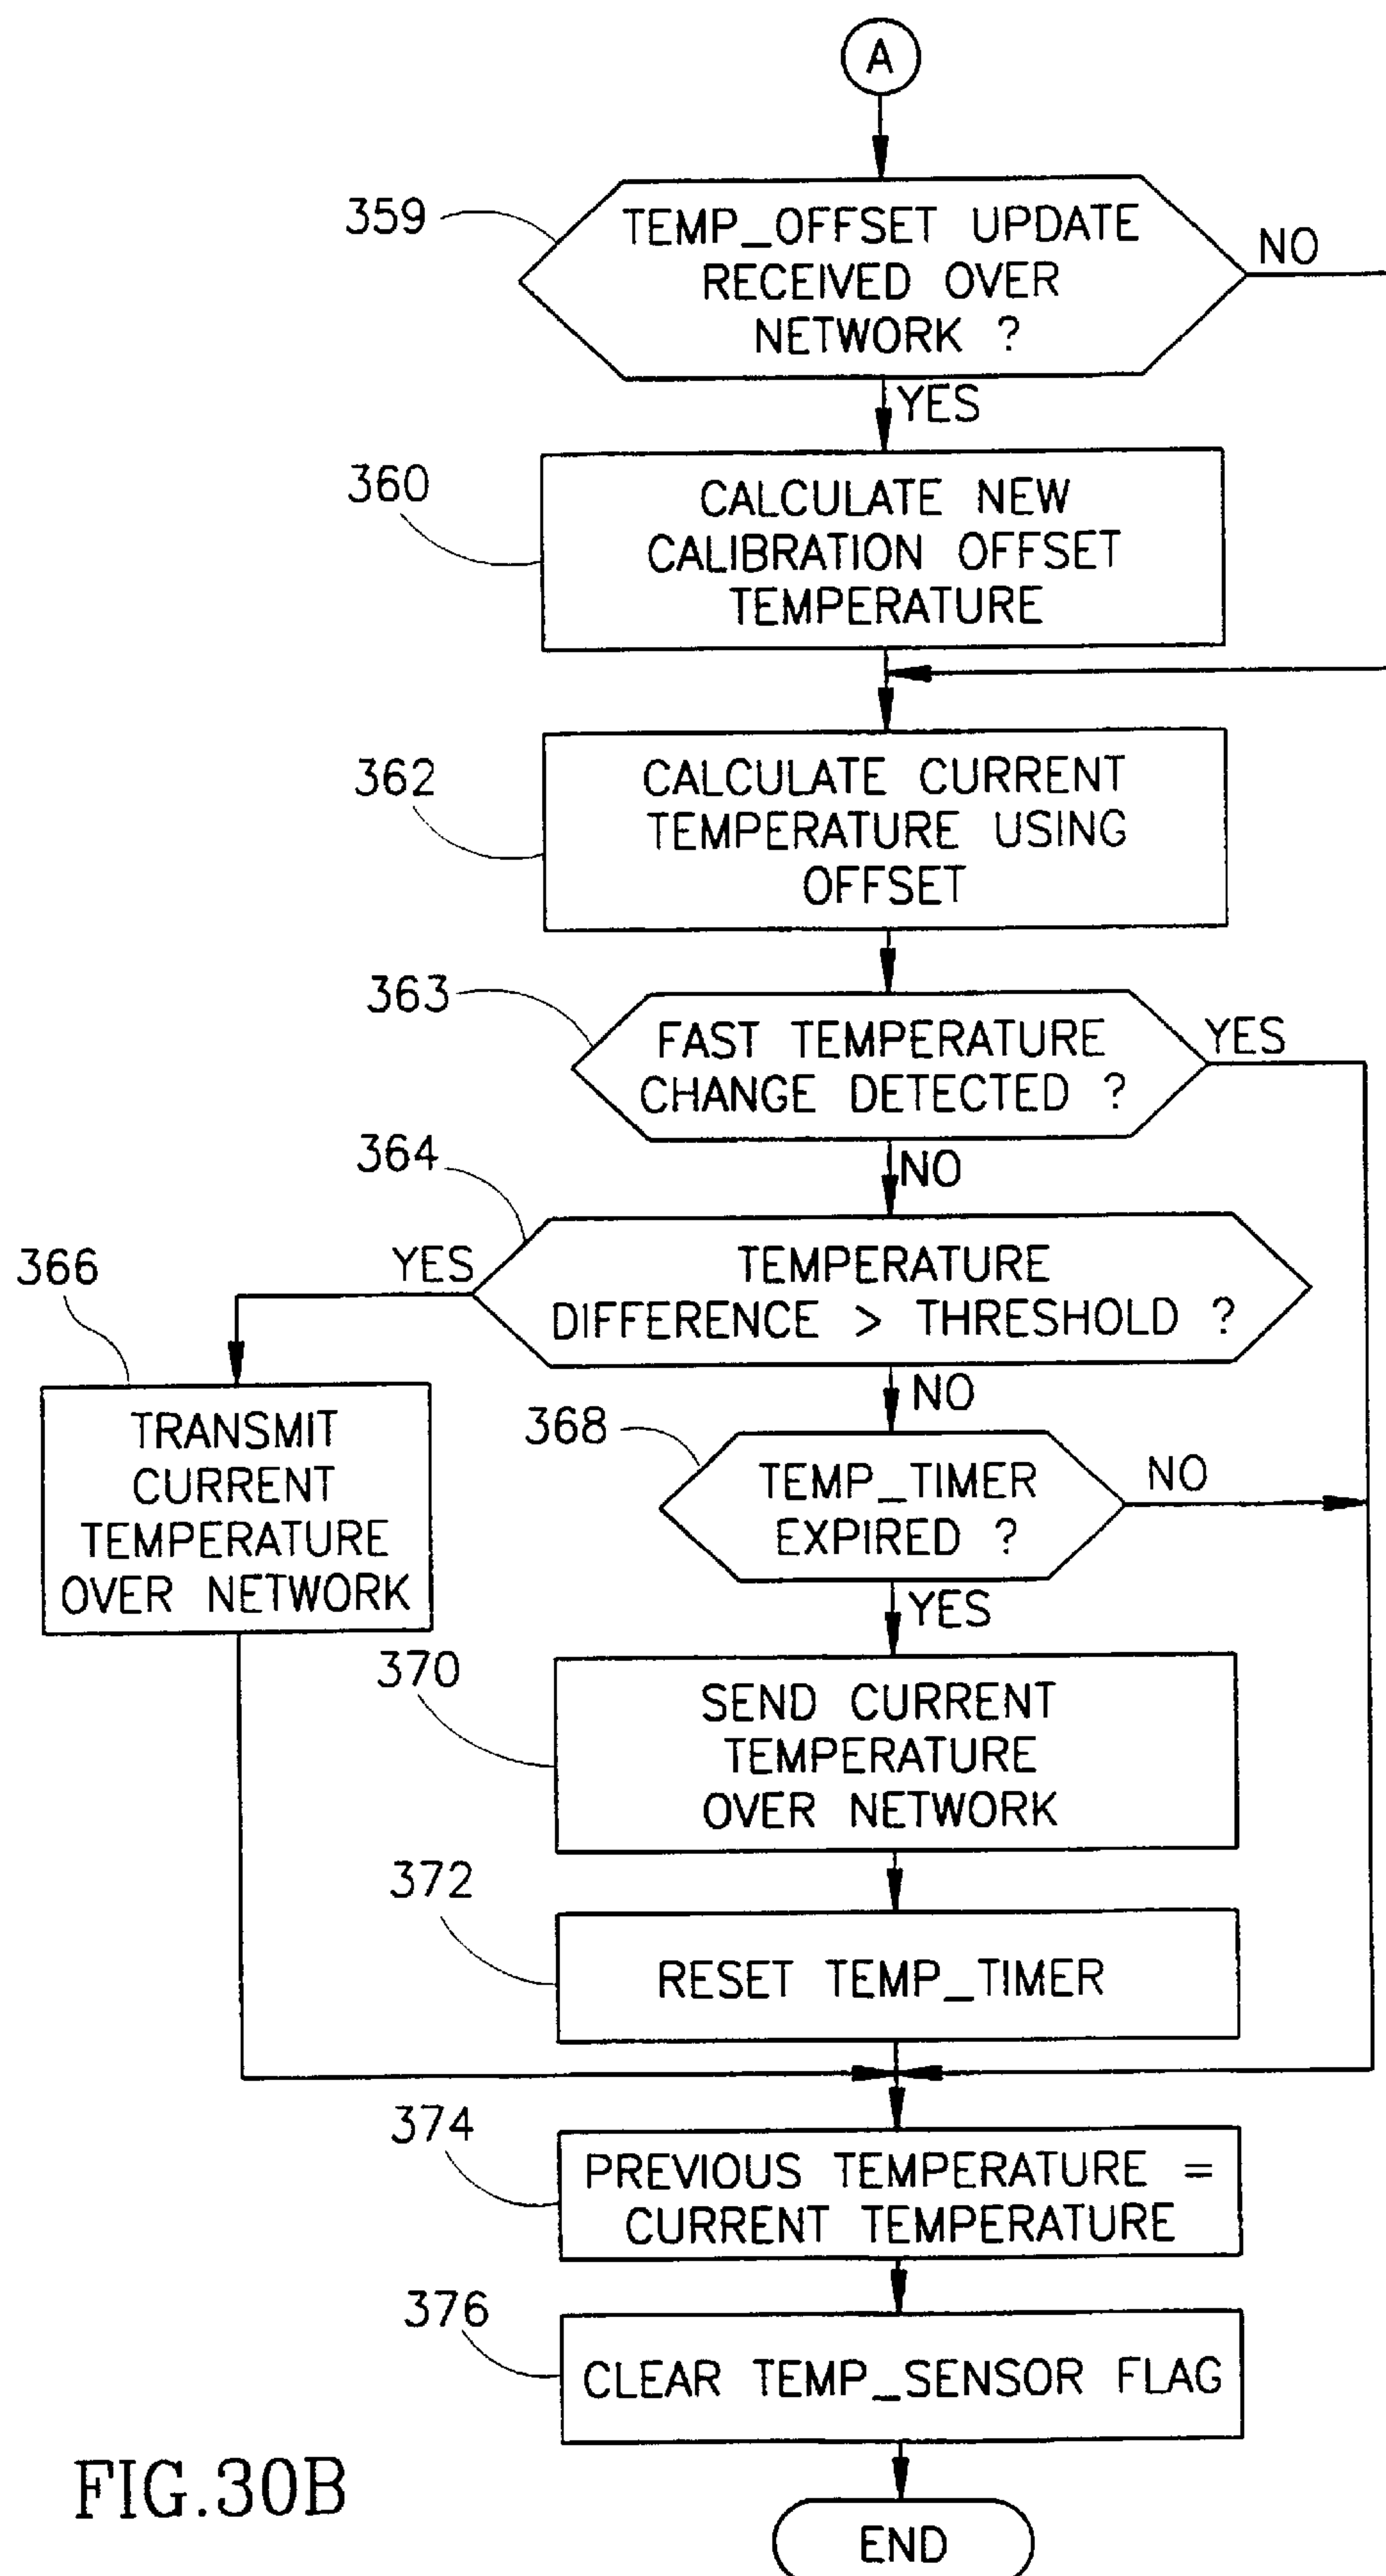 A
359
TEMP_OFFSET UPDATE
RECEIVED OVER
NETWORK ?
NO
YES
360
CALCULATE NEW
CALIBRATION OFFSET
TEMPERATURE
362
CALCULATE CURRENT
TEMPERATURE USING
OFFSET
363
FAST TEMPERATURE
CHANGE DETECTED ?
YES
NO
364
TEMPERATURE
DIFFERENCE > THRESHOLD ?
YES
366
TRANSMIT
CURRENT
TEMPERATURE
OVER NETWORK
NO
368
TEMP_TIMER
EXPIRED ?
NO
YES
370
SEND CURRENT
TEMPERATURE
OVER NETWORK
372
RESET TEMP_TIMER
374
PREVIOUS TEMPERATURE =
CURRENT TEMPERATURE
376
CLEAR TEMP_SENSOR FLAG
END
FIG.30B